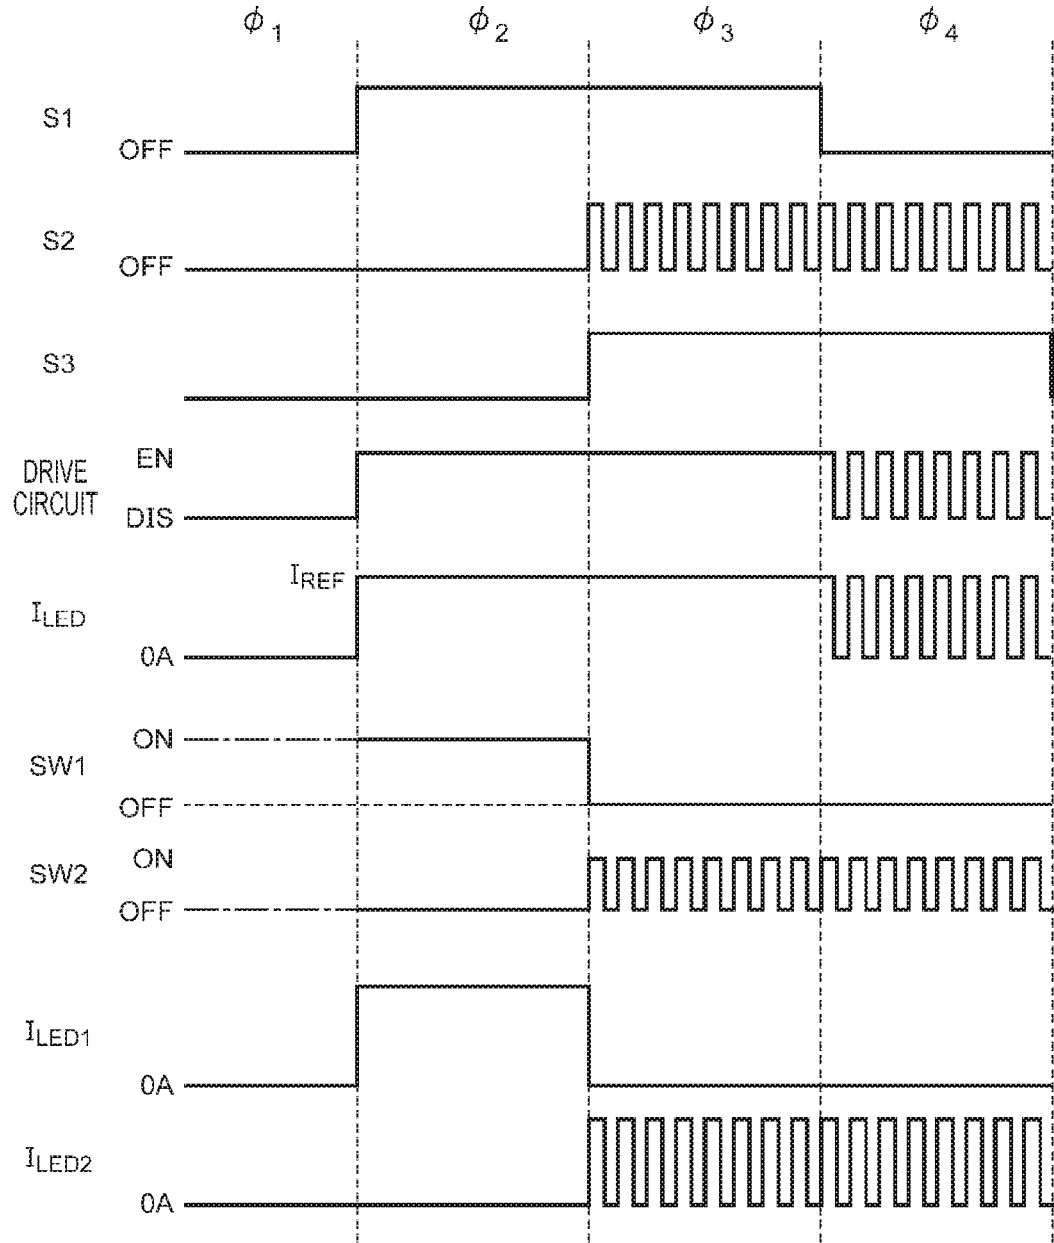 ϕ1 ϕ2 ϕ3 ϕ4
S1
OFF
S2
OFF
S3
DRIVE
CIRCUIT
EN
DIS
ILED
IREF
0A
SW1
ON
OFF
SW2
ON
OFF
ILED1
0A
ILED2
0A